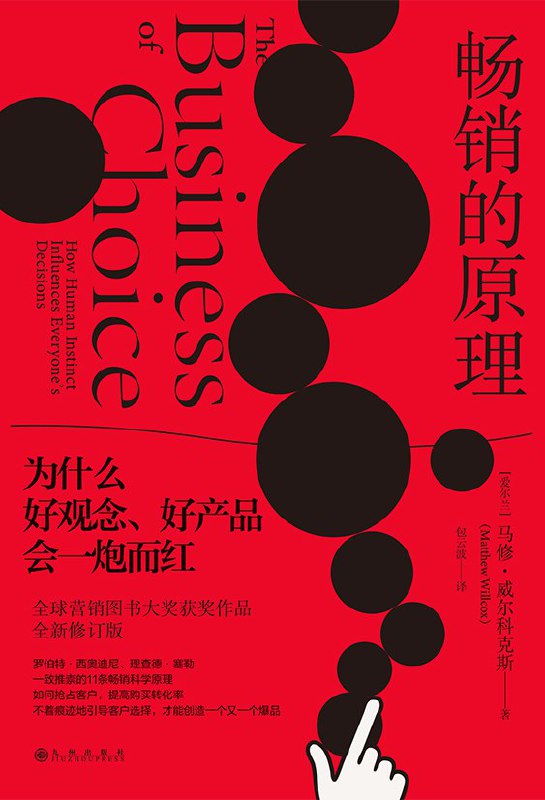 畅销的原理
The
Business
of
Choice
How Human Instinct
Influences Everyone's
Decisions
为什么
好观念、好产品
会一炮而红
[爱尔兰]马修·威尔科克斯——著
(Matthew Willcox)
包云波——译
全球营销图书大奖获奖作品
全新修订版
罗伯特·西奥迪尼、理查德·塞勒
一致推崇的11条畅销科学原理
如何抢占客户，提高购买转化率
不着痕迹地引导客户选择，才能创造一个又一个爆品
九州出版社
JIUZHOUPRESS